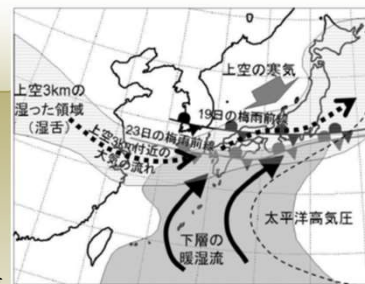 上空の寒気
上空3kmの
湿った領域
(湿舌)
19日の梅雨前線
23日の梅雨前線
上空3km付近の
大気の流れ
太平洋高気圧
下層の
暖湿流